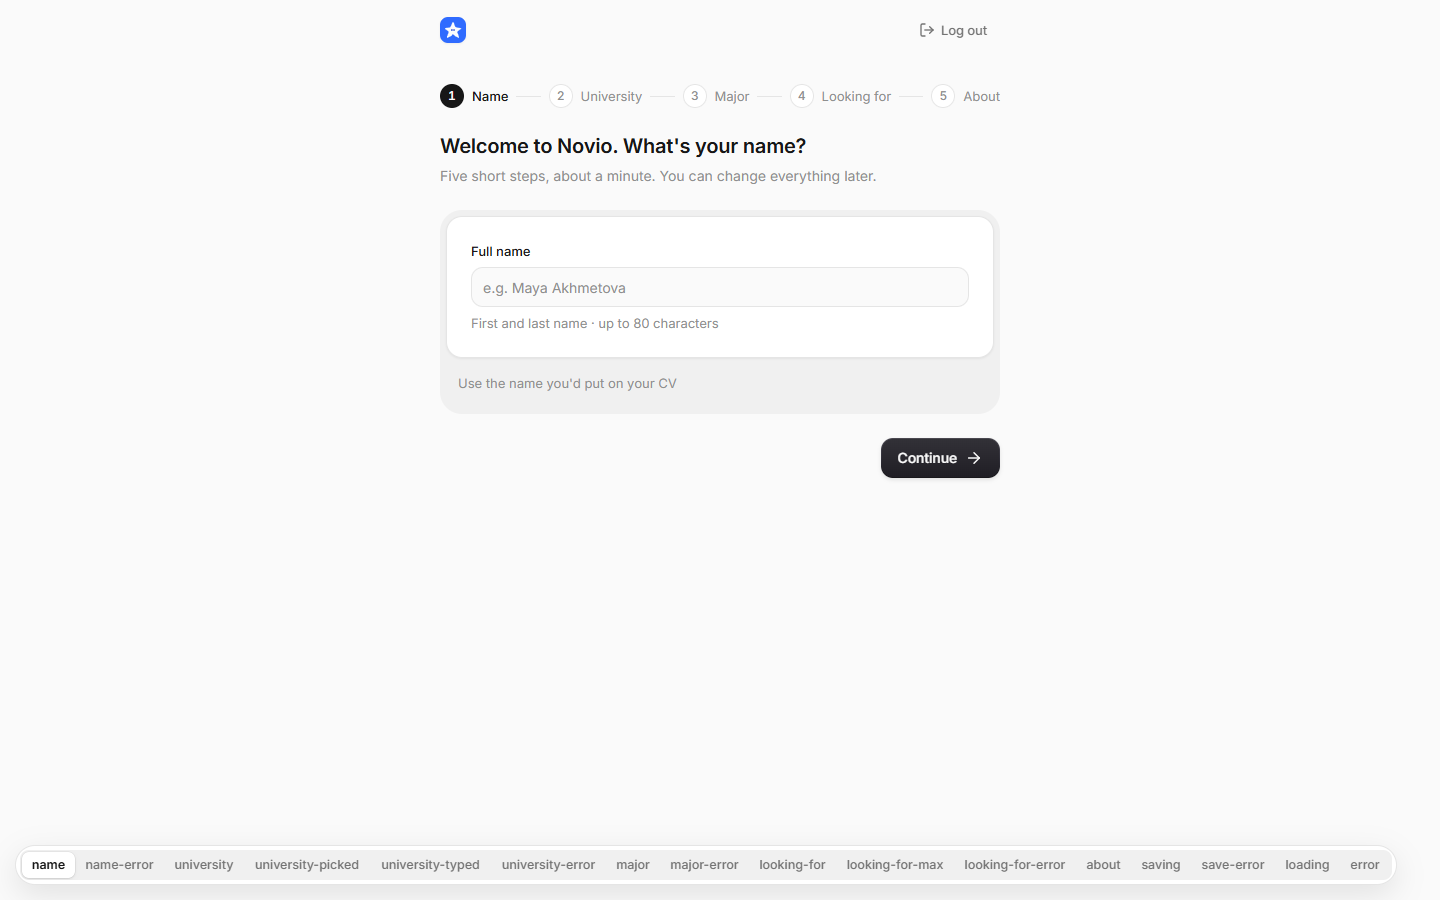 Log out
1 Name 2 University 3 Major 4 Looking for 5 About
Welcome to Novio. What's your name?
Five short steps, about a minute. You can change everything later.
Full name
e.g. Maya Akhmetova
First and last name · up to 80 characters
Use the name you'd put on your CV
Continue
name name-error university university-picked university-typed university-error major major-error looking-for looking-for-max looking-for-error about saving save-error loading error